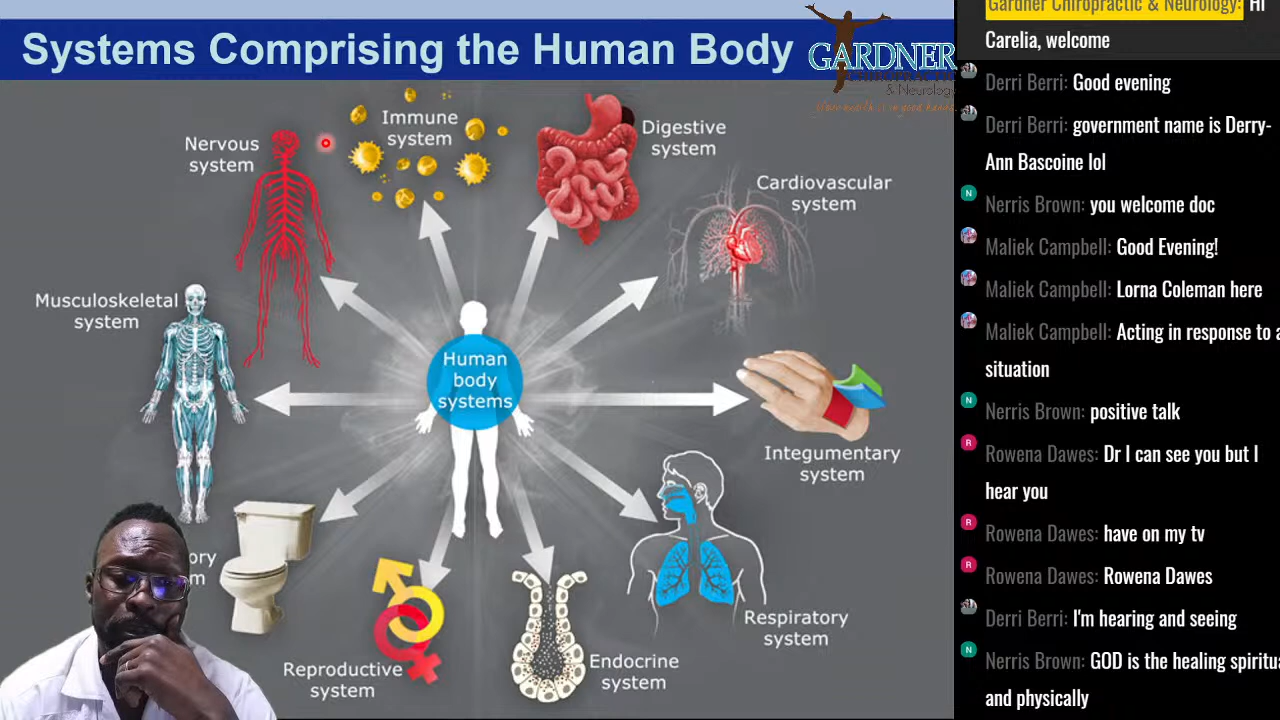 Systems Comprising the Human Body
GARDNER
CHIROPRACTIC
& Neurology
Nervous
system
Immune
system
Digestive
system
Cardiovascular
system
Musculoskeletal
system
Human
body
systems
Integumentary
system
ory
m
Reproductive
system
Endocrine
system
Respiratory
system
Gardner Chiropractic & Neurology: Hi
Carelia, welcome
Derri Berri: Good evening
Derri Berri: government name is Derry-
Ann Bascoine lol
N
Nerris Brown: you welcome doc
Maliek Campbell: Good Evening!
Maliek Campbell: Lorna Coleman here
Maliek Campbell: Acting in response to a
situation
N
Nerris Brown: positive talk
R
Rowena Dawes: Dr I can see you but I
hear you
R
Rowena Dawes: have on my tv
R
Rowena Dawes: Rowena Dawes
Derri Berri: I'm hearing and seeing
N
Nerris Brown: GOD is the healing spiritu
and physically